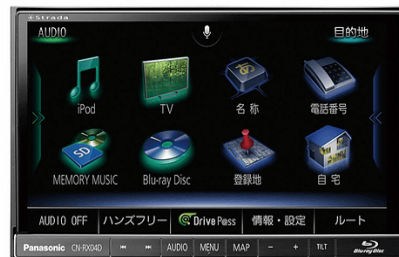 Strada
AUDIO 目的地
iPod TV 名称 電話番号
SD
MEMORY MUSIC Blu-ray Disc 登録地 自宅
AUDIO OFF ハンズフリー Drive P@ss 情報・設定 ルート
Panasonic CN-RX04D AUDIO MENU MAP − + TILT Blu-ray Disc